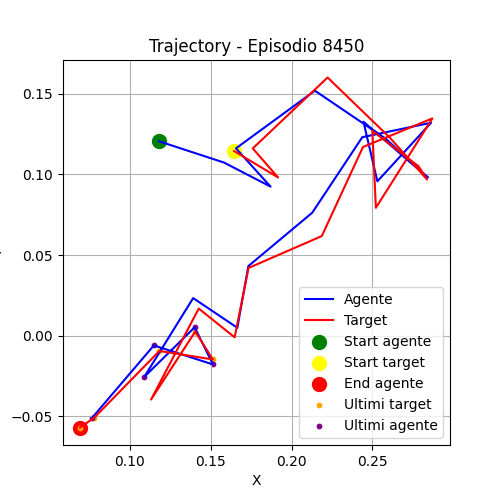 Trajectory - Episodio 8450
0.15
0.10
0.05
0.00
−0.05
0.10
0.15
0.20
0.25
X
Agente
Target
Start agente
Start target
End agente
Ultimi target
Ultimi agente